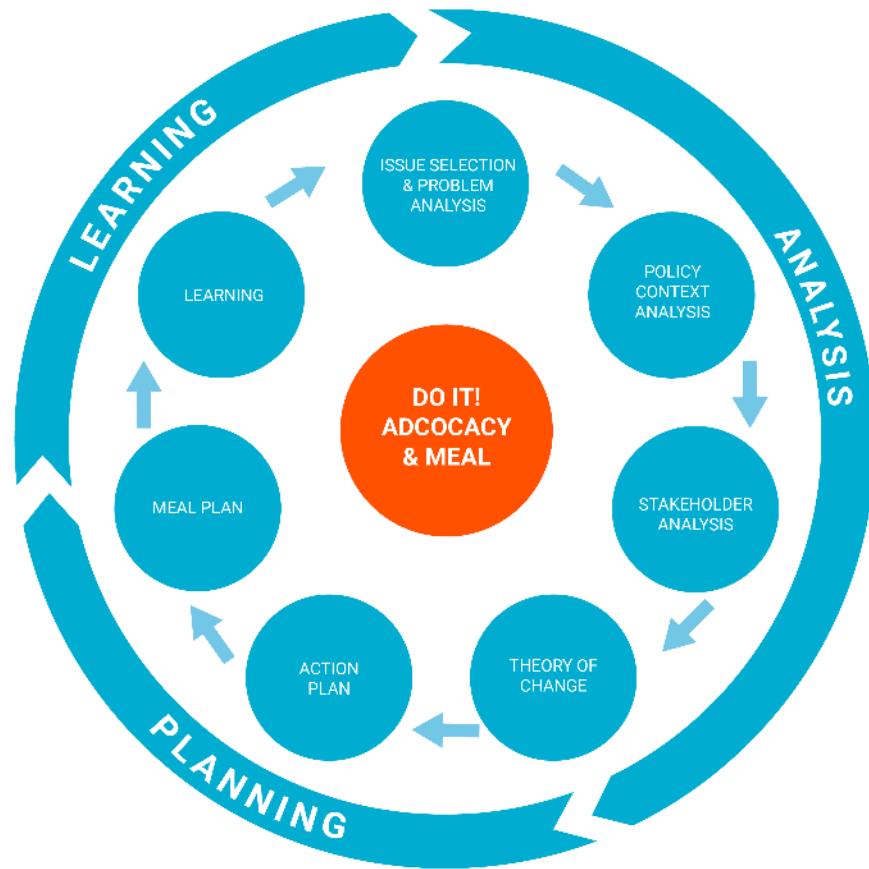 LEARNING
ANALYSIS
PLANNING
ISSUE SELECTION
& PROBLEM
ANALYSIS
POLICY
CONTEXT
ANALYSIS
STAKEHOLDER
ANALYSIS
THEORY OF
CHANGE
ACTION
PLAN
MEAL PLAN
LEARNING
DO IT!
ADCOCACY
& MEAL